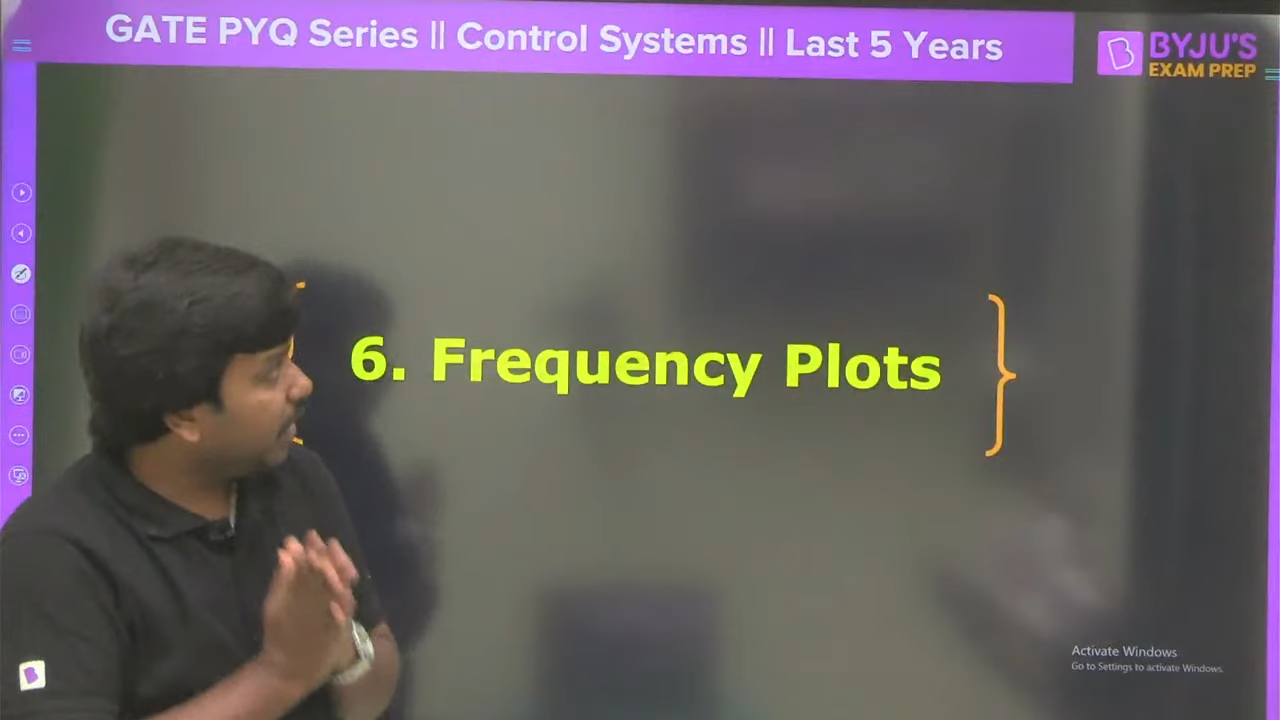 GATE PYQ Series || Control Systems || Last 5 Years
BYJU'S
EXAM PREP
6. Frequency Plots
Activate Windows
Go to Settings to activate Windows.